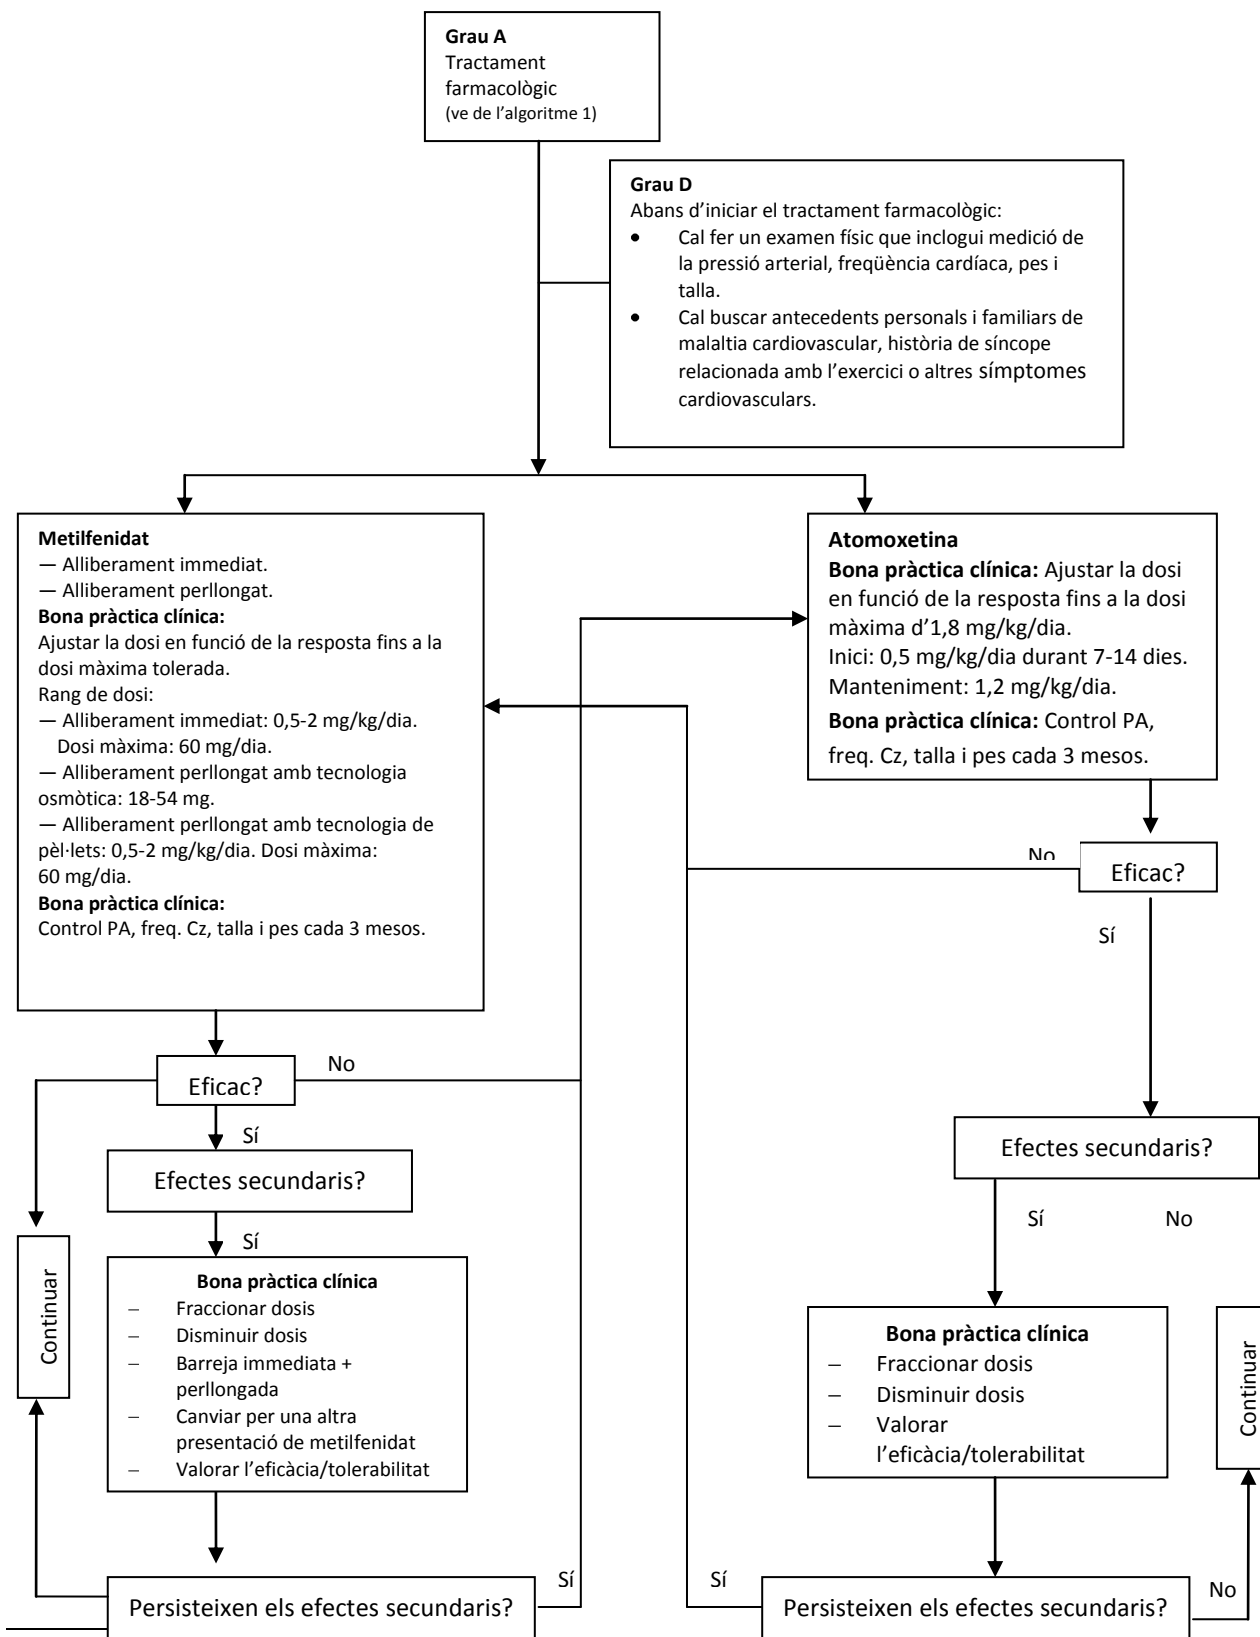 Grau A
Tractament
farmacològic
(ve de l'algoritme 1)
Grau D
Abans d'iniciar el tractament farmacològic:
• Cal fer un examen físic que inclogui medició de
la pressió arterial, freqüència cardíaca, pes i
talla.
• Cal buscar antecedents personals i familiars de
malaltia cardiovascular, història de síncope
relacionada amb l'exercici o altres símptomes
cardiovasculars.
Metilfenidat
— Alliberament immediat.
— Alliberament perllongat.
Bona pràctica clínica:
Ajustar la dosi en funció de la resposta fins a la
dosi màxima tolerada.
Rang de dosi:
— Alliberament immediat: 0,5-2 mg/kg/dia.
Dosi màxima: 60 mg/dia.
— Alliberament perllongat amb tecnologia
osmòtica: 18-54 mg.
— Alliberament perllongat amb tecnologia de
pèl·lets: 0,5-2 mg/kg/dia. Dosi màxima:
60 mg/dia.
Bona pràctica clínica:
Control PA, freq. Cz, talla i pes cada 3 mesos.
Atomoxetina
Bona pràctica clínica: Ajustar la dosi
en funció de la resposta fins a la dosi
màxima d'1,8 mg/kg/dia.
Inici: 0,5 mg/kg/dia durant 7-14 dies.
Manteniment: 1,2 mg/kg/dia.
Bona pràctica clínica: Control PA,
freq. Cz, talla i pes cada 3 mesos.
No
Eficac?
Sí
Eficac?
No
Sí
Efectes secundaris?
Sí
Efectes secundaris?
Sí
No
Continuar
Bona pràctica clínica
– Fraccionar dosis
– Disminuir dosis
– Barreja immediata +
perllongada
– Canviar per una altra
presentació de metilfenidat
– Valorar l'eficàcia/tolerabilitat
Bona pràctica clínica
– Fraccionar dosis
– Disminuir dosis
– Valorar
l'eficàcia/tolerabilitat
Continuar
Persisteixen els efectes secundaris?
Sí
Sí
Persisteixen els efectes secundaris?
No